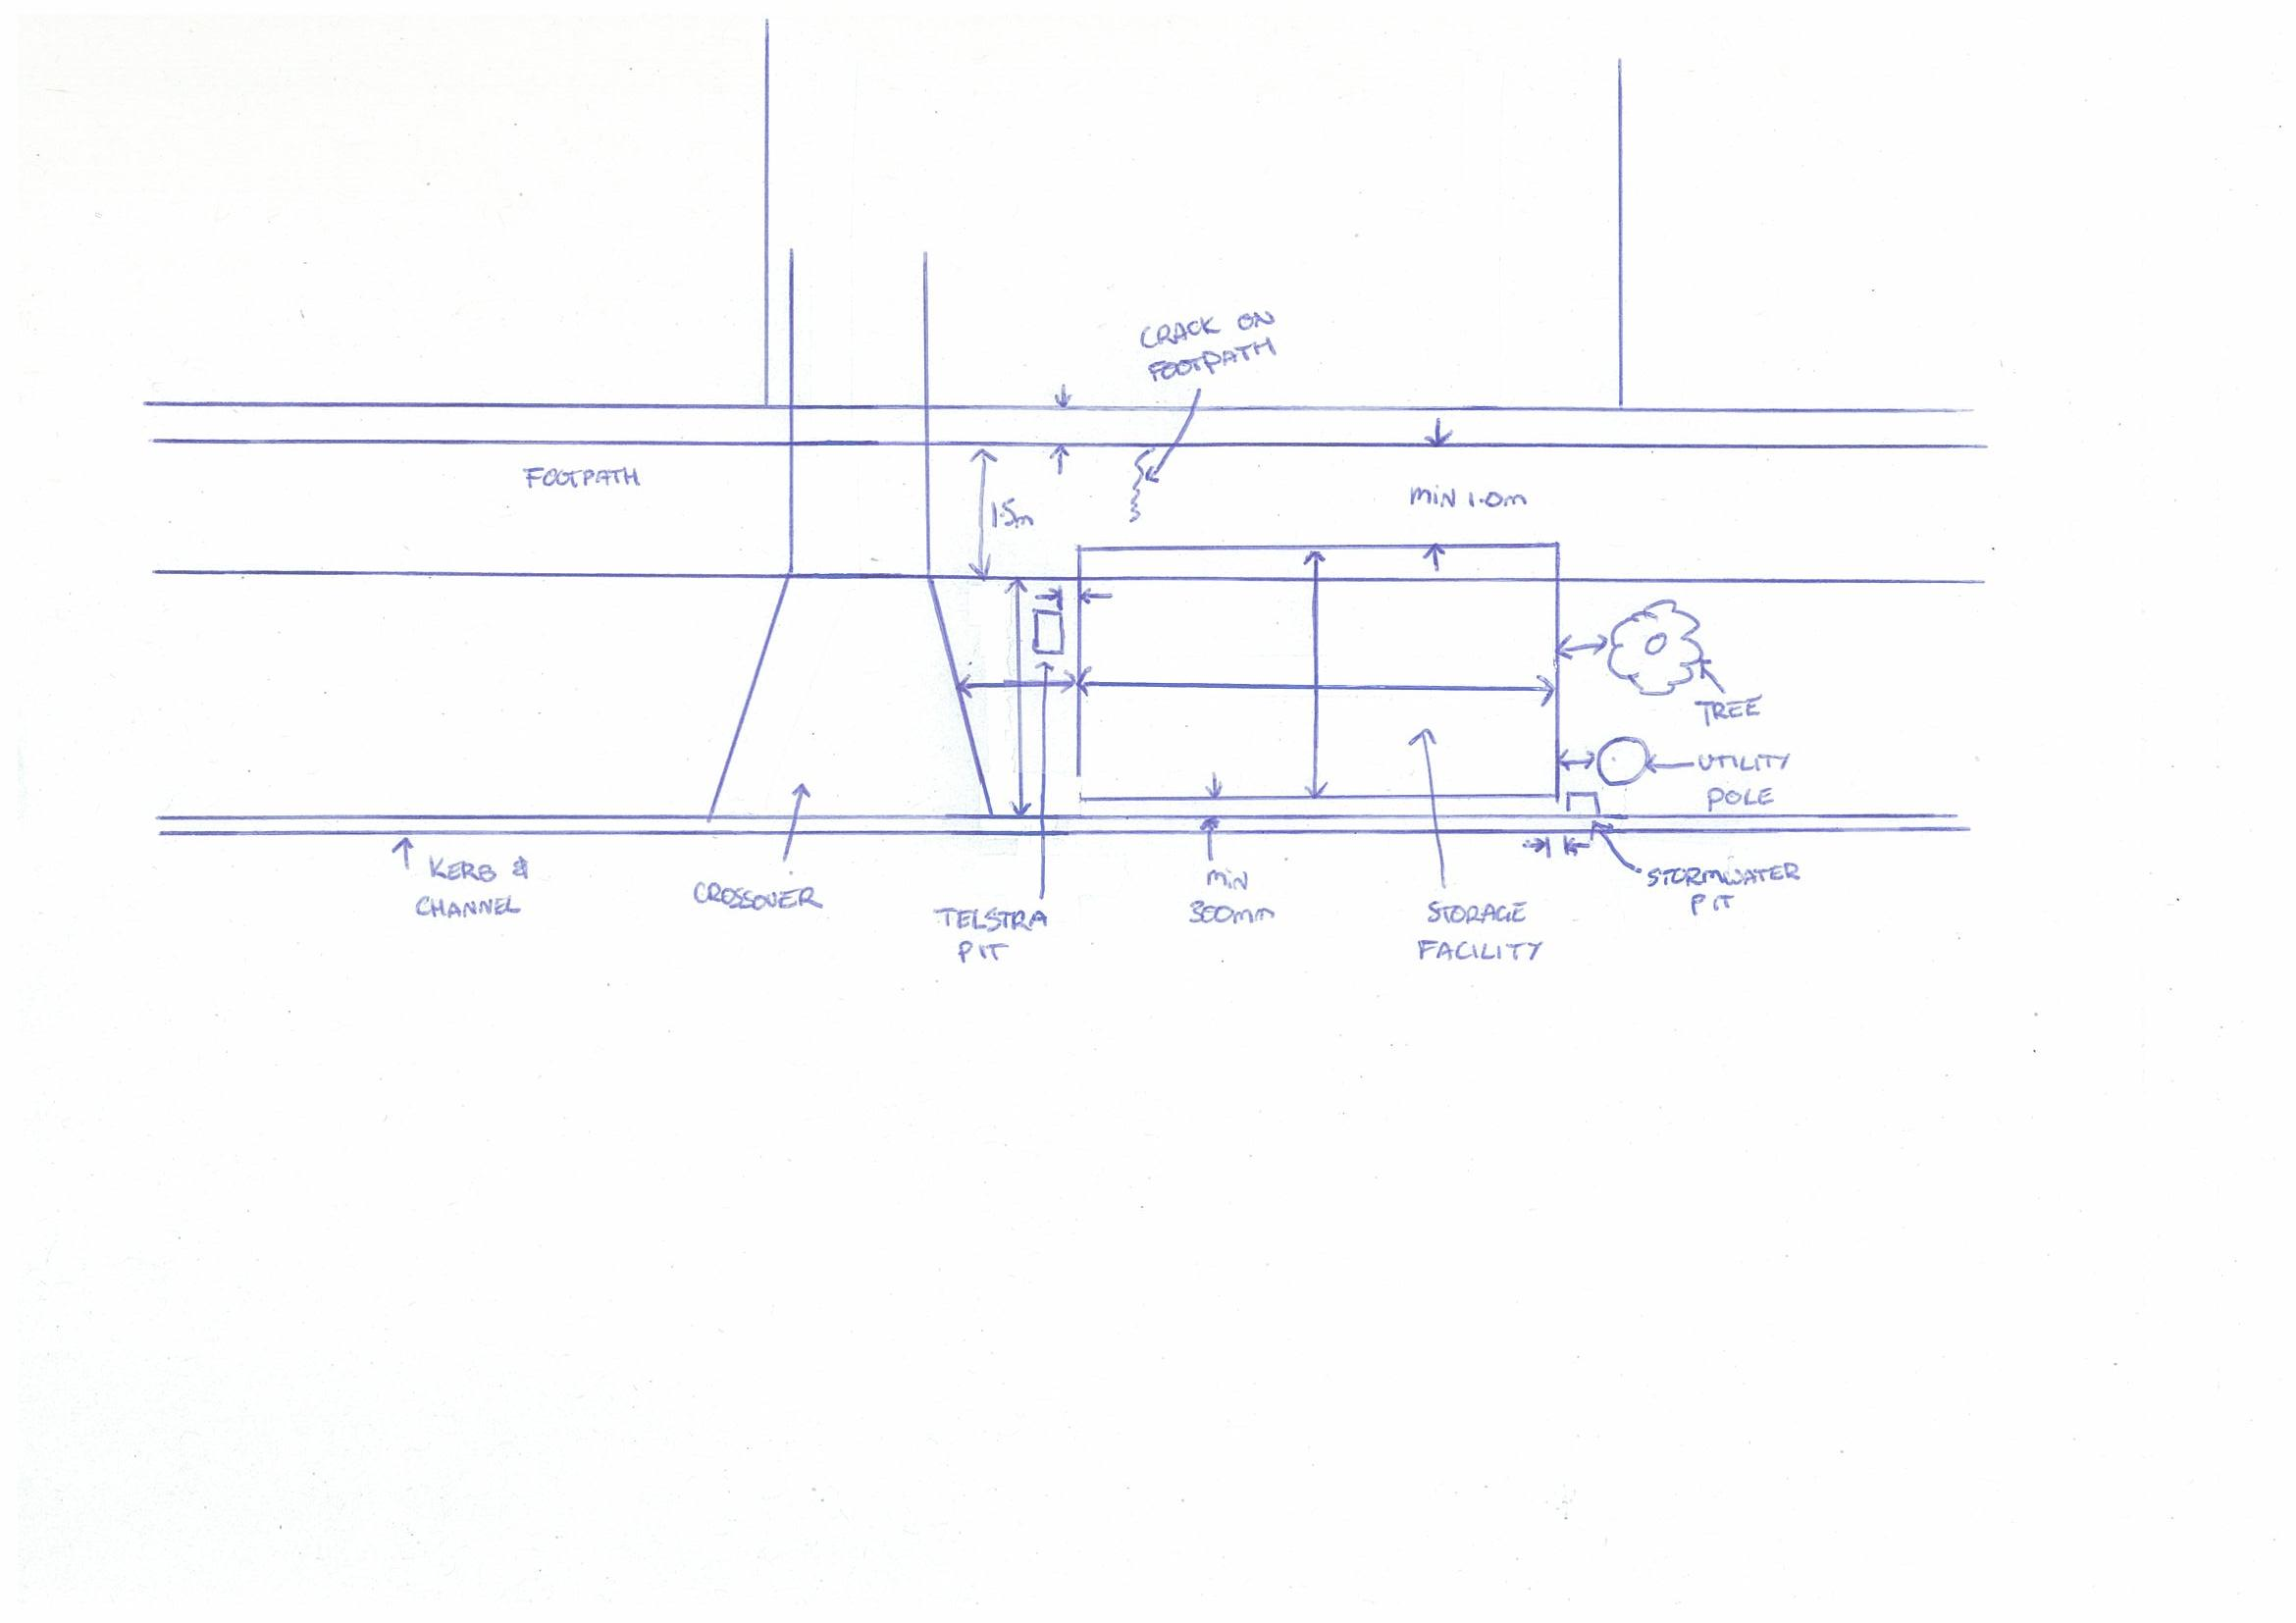 CRACK ON
FOOTPATH
FOOTPATH
MIN 1.0m
1.5m
TREE
UTILITY
POLE
KERB &
CHANNEL
CROSSOVER
TELSTRA
PIT
MIN
300mm
STORAGE
FACILITY
STORMWATER
PIT